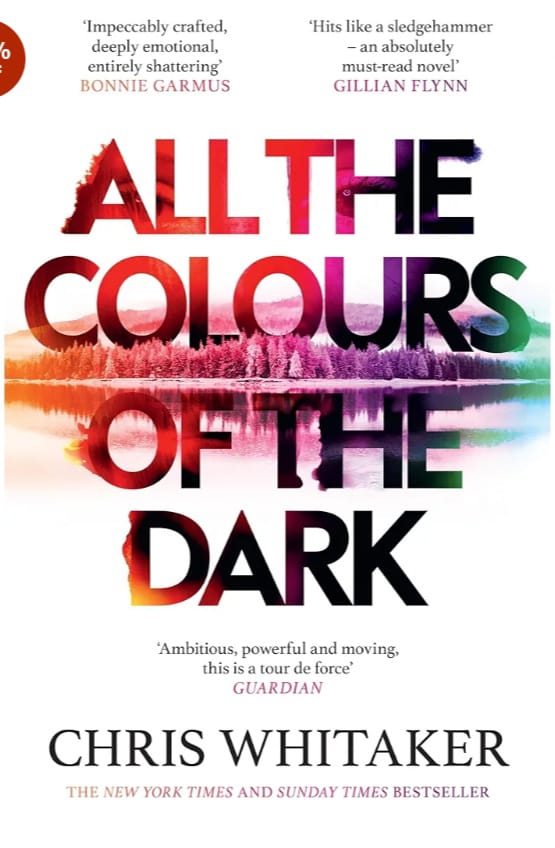 %
‘Impeccably crafted,
deeply emotional,
entirely shattering’
BONNIE GARMUS
‘Hits like a sledgehammer
– an absolutely
must-read novel’
GILLIAN FLYNN
ALL THE
COLOURS
OF THE
DARK
‘Ambitious, powerful and moving,
this is a tour de force’
GUARDIAN
CHRIS WHITAKER
THE NEW YORK TIMES AND SUNDAY TIMES BESTSELLER